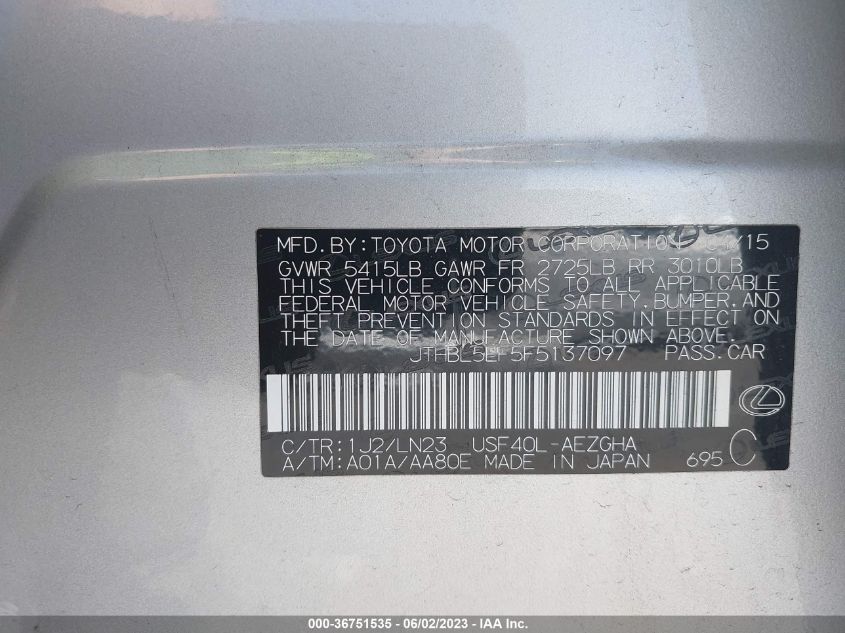 MFD. BY: TOYOTA MOTOR CORPORATION 04/15
GVWR 5415LB GAWR FR 2725LB RR 3010LB
THIS VEHICLE CONFORMS TO ALL APPLICABLE
FEDERAL MOTOR VEHICLE SAFETY, BUMPER, AND
THEFT PREVENTION STANDARDS IN EFFECT ON
THE DATE OF MANUFACTURE SHOWN ABOVE.
JTHBL5EF5F5137097 PASS.CAR
C/TR: 1J2/LN23 USF40L-AEZGHA
A/TM: A01A/AA80E MADE IN JAPAN 695 C
000-36751535 - 06/02/2023 - IAA Inc.